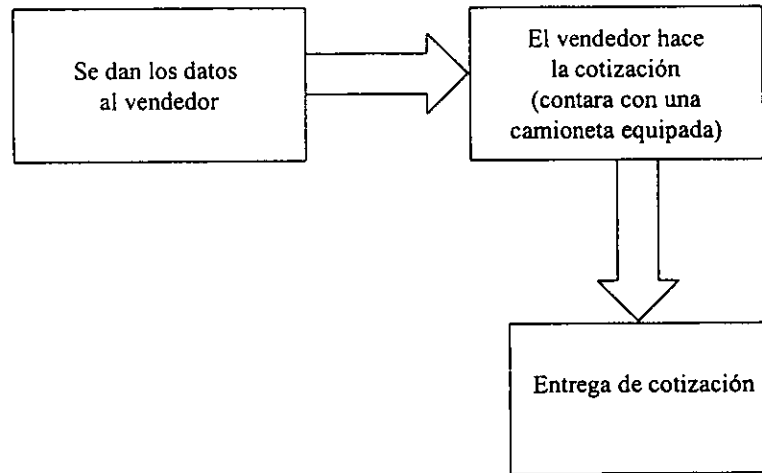 Se dan los datos
al vendedor
El vendedor hace
la cotización
(contara con una
camioneta equipada)
Entrega de cotización